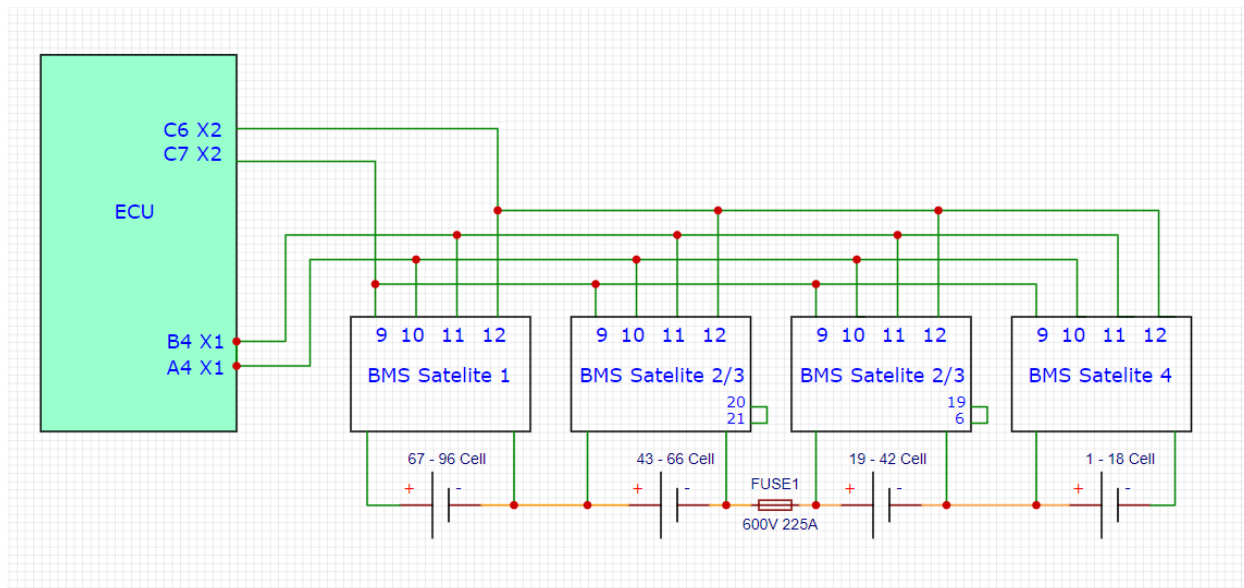 C6 X2
C7 X2
ECU
B4 X1
A4 X1
9 10 11 12
BMS Satelite 1
9 10 11 12
BMS Satelite 2/3
20
21
9 10 11 12
BMS Satelite 2/3
19
6
9 10 11 12
BMS Satelite 4
67 - 96 Cell
+ -
43 - 66 Cell
+ -
FUSE1
600V 225A
19 - 42 Cell
+ -
1 - 18 Cell
+ -